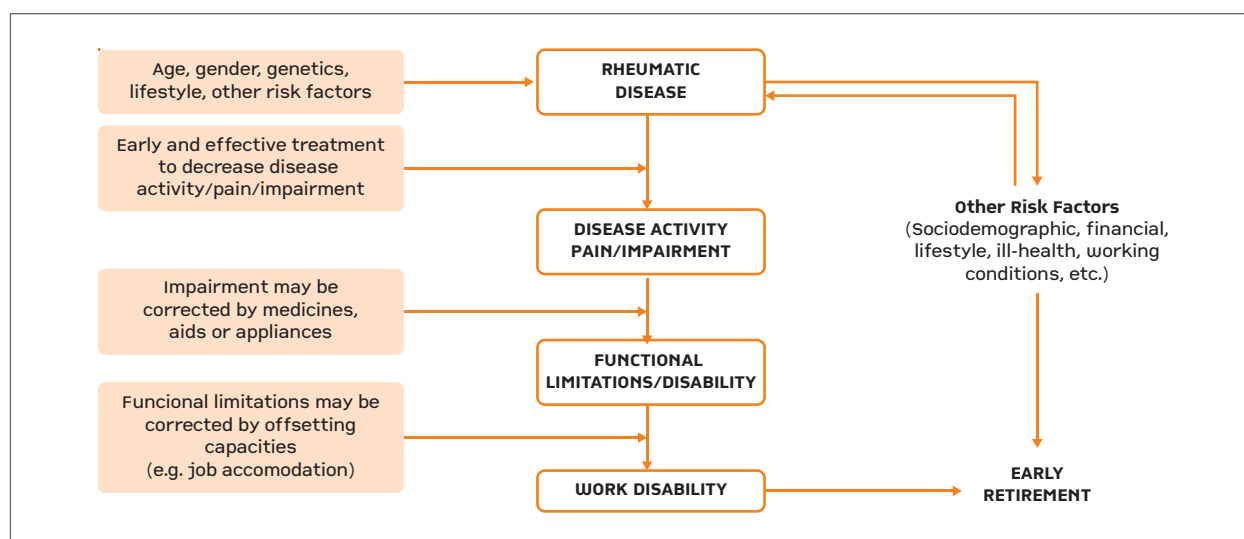 Age, gender, genetics,
lifestyle, other risk factors
RHEUMATIC
DISEASE
Early and effective treatment
to decrease disease
activity/pain/impairment
DISEASE ACTIVITY
PAIN/IMPAIRMENT
Other Risk Factors
(Sociodemographic, financial,
lifestyle, ill-health, working
conditions, etc.)
Impairment may be
corrected by medicines,
aids or appliances
FUNCTIONAL
LIMITATIONS/DISABILITY
Funcional limitations may be
corrected by offsetting
capacities
(e.g. job accomodation)
WORK DISABILITY
EARLY
RETIREMENT